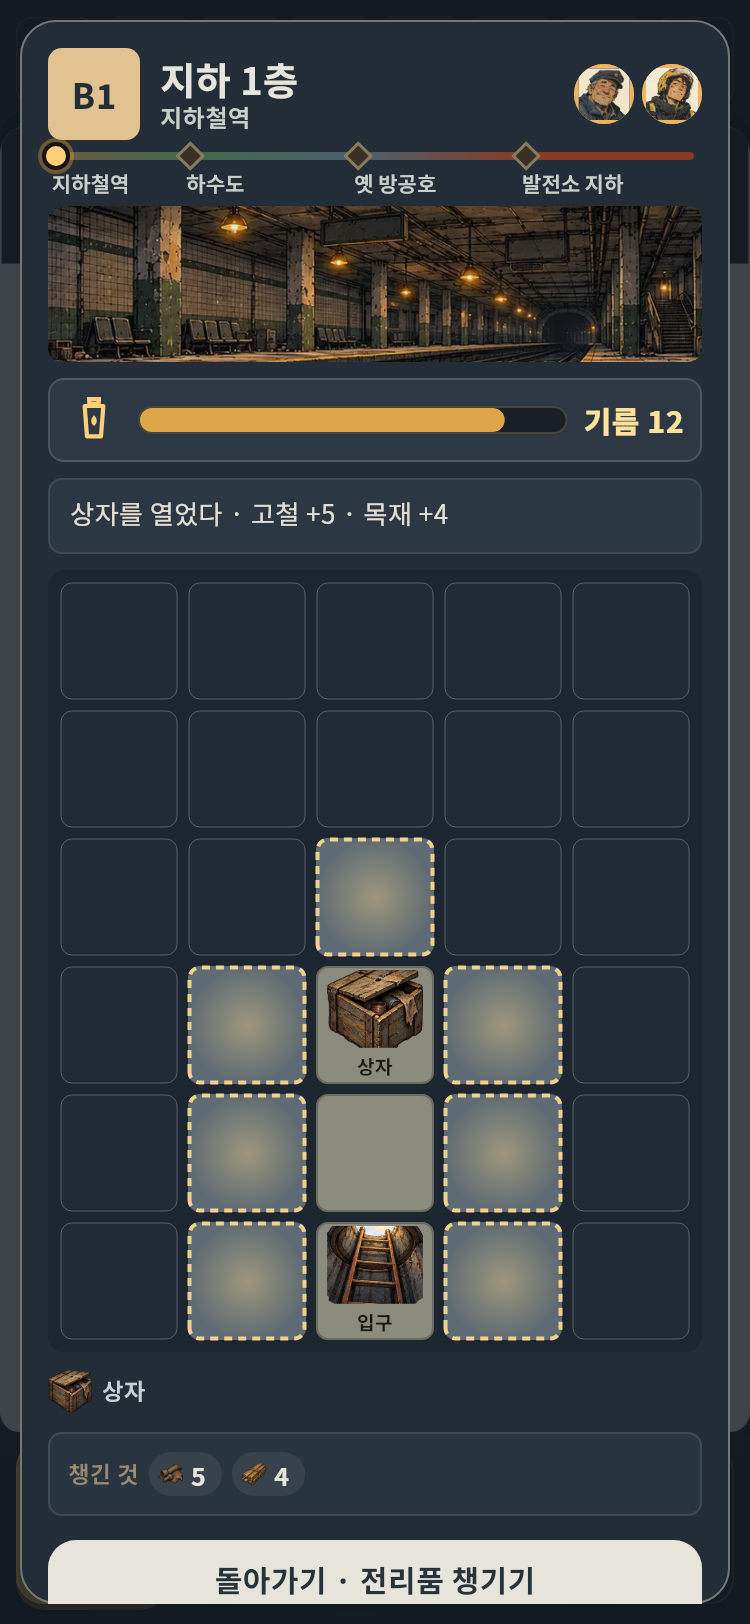 B1
지하 1층
지하철역
지하철역 하수도 옛 방공호 발전소 지하
기름 12
상자를 열었다 · 고철 +5 · 목재 +4
상자
입구
상자
챙긴 것 5 4
돌아가기 · 전리품 챙기기